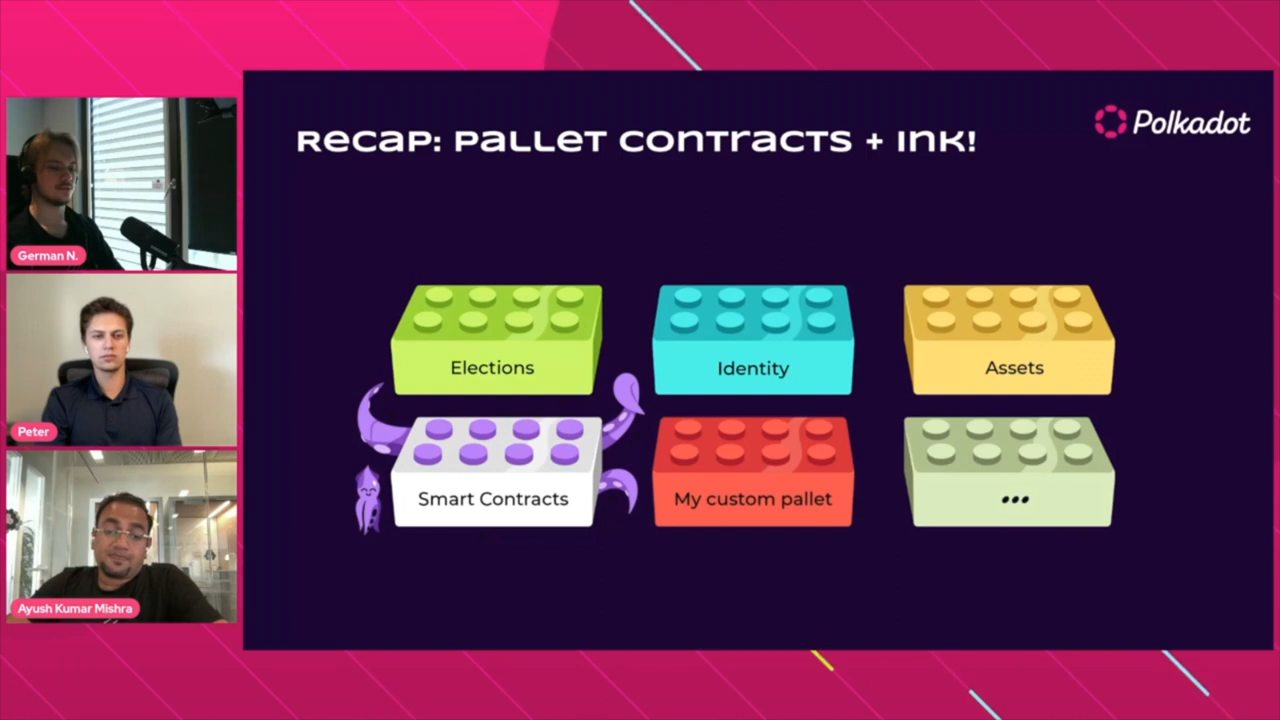 Recap: Pallet Contracts + ink!
Polkadot
German N.
Peter
Ayush Kumar Mishra
Elections
Identity
Assets
Smart Contracts
My custom pallet
•••